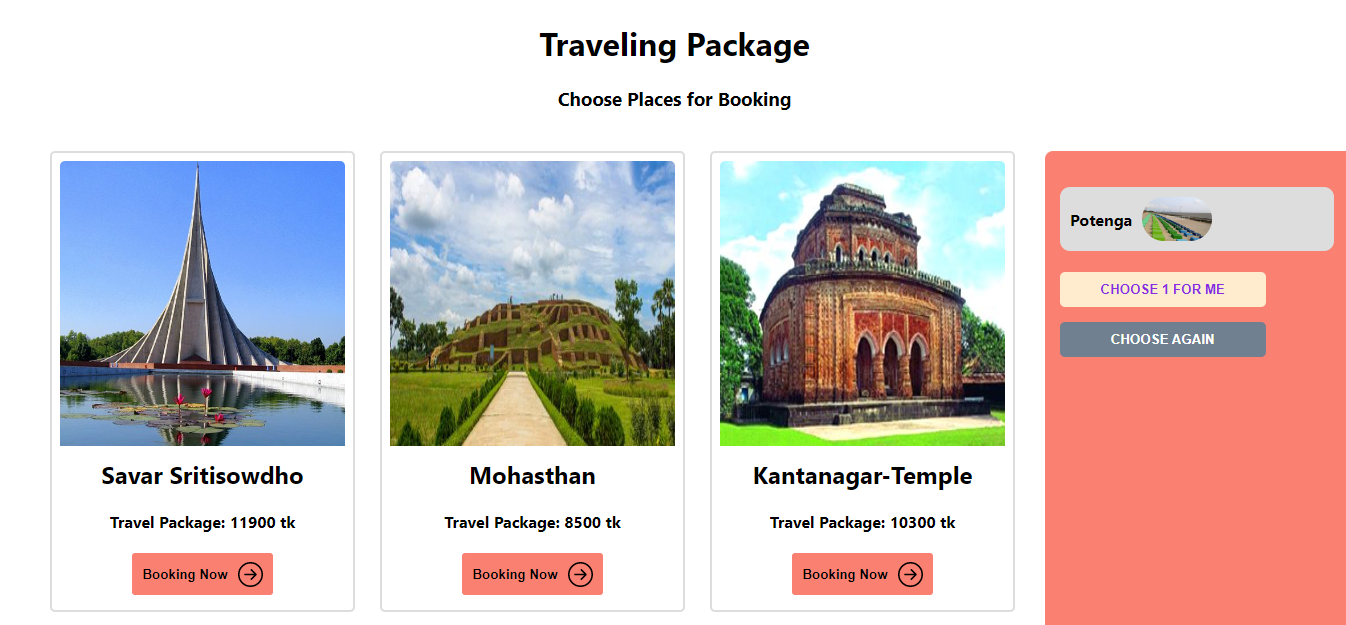 Traveling Package
Choose Places for Booking
Savar Sritisowdho
Travel Package: 11900 tk
Booking Now
Mohasthan
Travel Package: 8500 tk
Booking Now
Kantanagar-Temple
Travel Package: 10300 tk
Booking Now
Potenga
CHOOSE 1 FOR ME
CHOOSE AGAIN